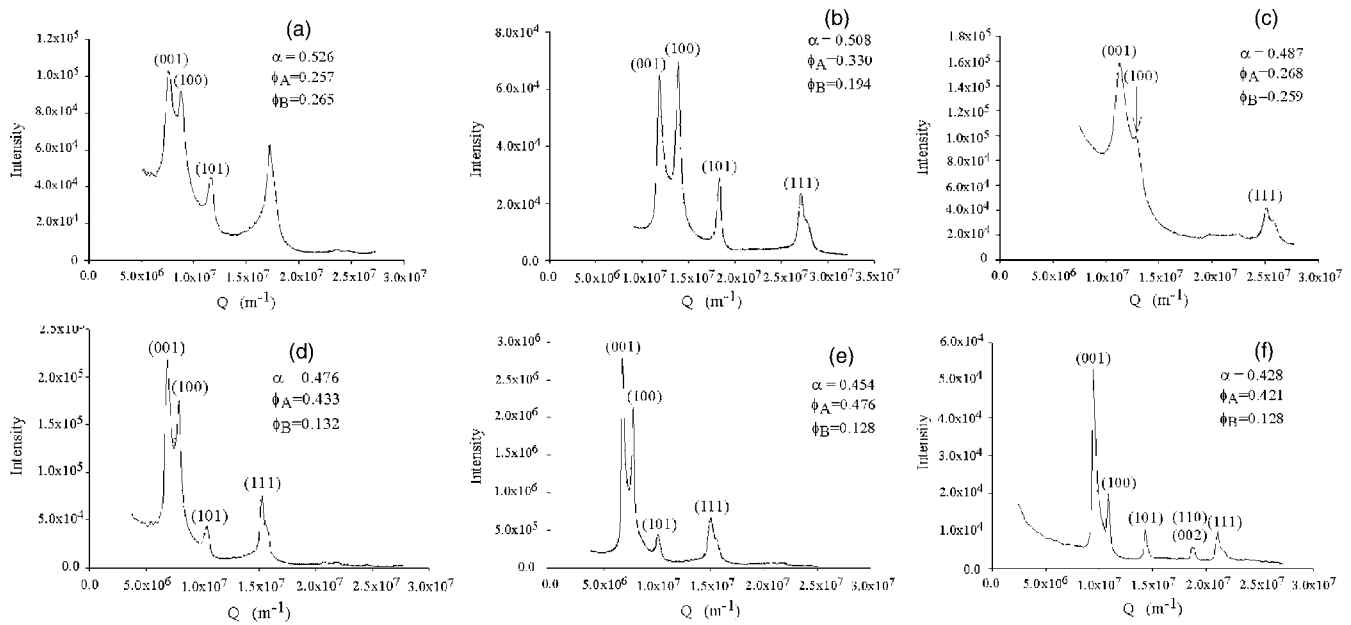 (a)
1.2x10⁵
1.0x10⁵
8.0x10⁴
6.0x10⁴
4.0x10⁴
2.0x10⁴
0.0
Intensity
(001)
(100)
(101)
α = 0.526
ϕA=0.257
ϕB=0.265
0.0 5.0x10⁶ 1.0x10⁷ 1.5x10⁷ 2.0x10⁷ 2.5x10⁷ 3.0x10⁷
Q (m⁻¹)
(b)
8.0x10⁴
6.0x10⁴
4.0x10⁴
2.0x10⁴
0.0
Intensity
(001)
(100)
(101)
(111)
α = 0.508
ϕA=0.330
ϕB=0.194
0.0 5.0x10⁶ 1.0x10⁷ 1.5x10⁷ 2.0x10⁷ 2.5x10⁷ 3.0x10⁷ 3.5x10⁷
Q (m⁻¹)
(c)
1.8x10⁵
1.6x10⁵
1.4x10⁵
1.2x10⁵
1.0x10⁵
8.0x10⁴
6.0x10⁴
4.0x10⁴
2.0x10⁴
0.0
Intensity
(001)
(100)
(111)
α = 0.487
ϕA=0.268
ϕB=0.259
0.0 5.0x10⁶ 1.0x10⁷ 1.5x10⁷ 2.0x10⁷ 2.5x10⁷ 3.0x10⁷
Q (m⁻¹)
(d)
2.0x10⁵
1.5x10⁵
1.0x10⁵
5.0x10⁴
0.0
Intensity
(001)
(100)
(101)
(111)
α 0.476
ϕA=0.433
ϕB=0.132
0.0 5.0x10⁶ 1.0x10⁷ 1.5x10⁷ 2.0x10⁷ 2.5x10⁷ 3.0x10⁷
Q (m⁻¹)
(e)
3.0x10⁶
2.5x10⁶
2.0x10⁶
1.5x10⁶
1.0x10⁶
5.0x10⁵
0.0
Intensity
(001)
(100)
(101)
(111)
α = 0.454
ϕA=0.476
ϕB=0.128
0.0 5.0x10⁶ 1.0x10⁷ 1.5x10⁷ 2.0x10⁷ 2.5x10⁷ 3.0x10⁷
Q (m⁻¹)
(f)
6.0x10⁴
5.0x10⁴
4.0x10⁴
3.0x10⁴
2.0x10⁴
1.0x10⁴
0.0
Intensity
(001)
(100)
(101)
(110)
(002)
(111)
α = 0.428
ϕA=0.421
ϕB=0.128
0.0 5.0x10⁶ 1.0x10⁷ 1.5x10⁷ 2.0x10⁷ 2.5x10⁷ 3.0x10⁷
Q (m⁻¹)